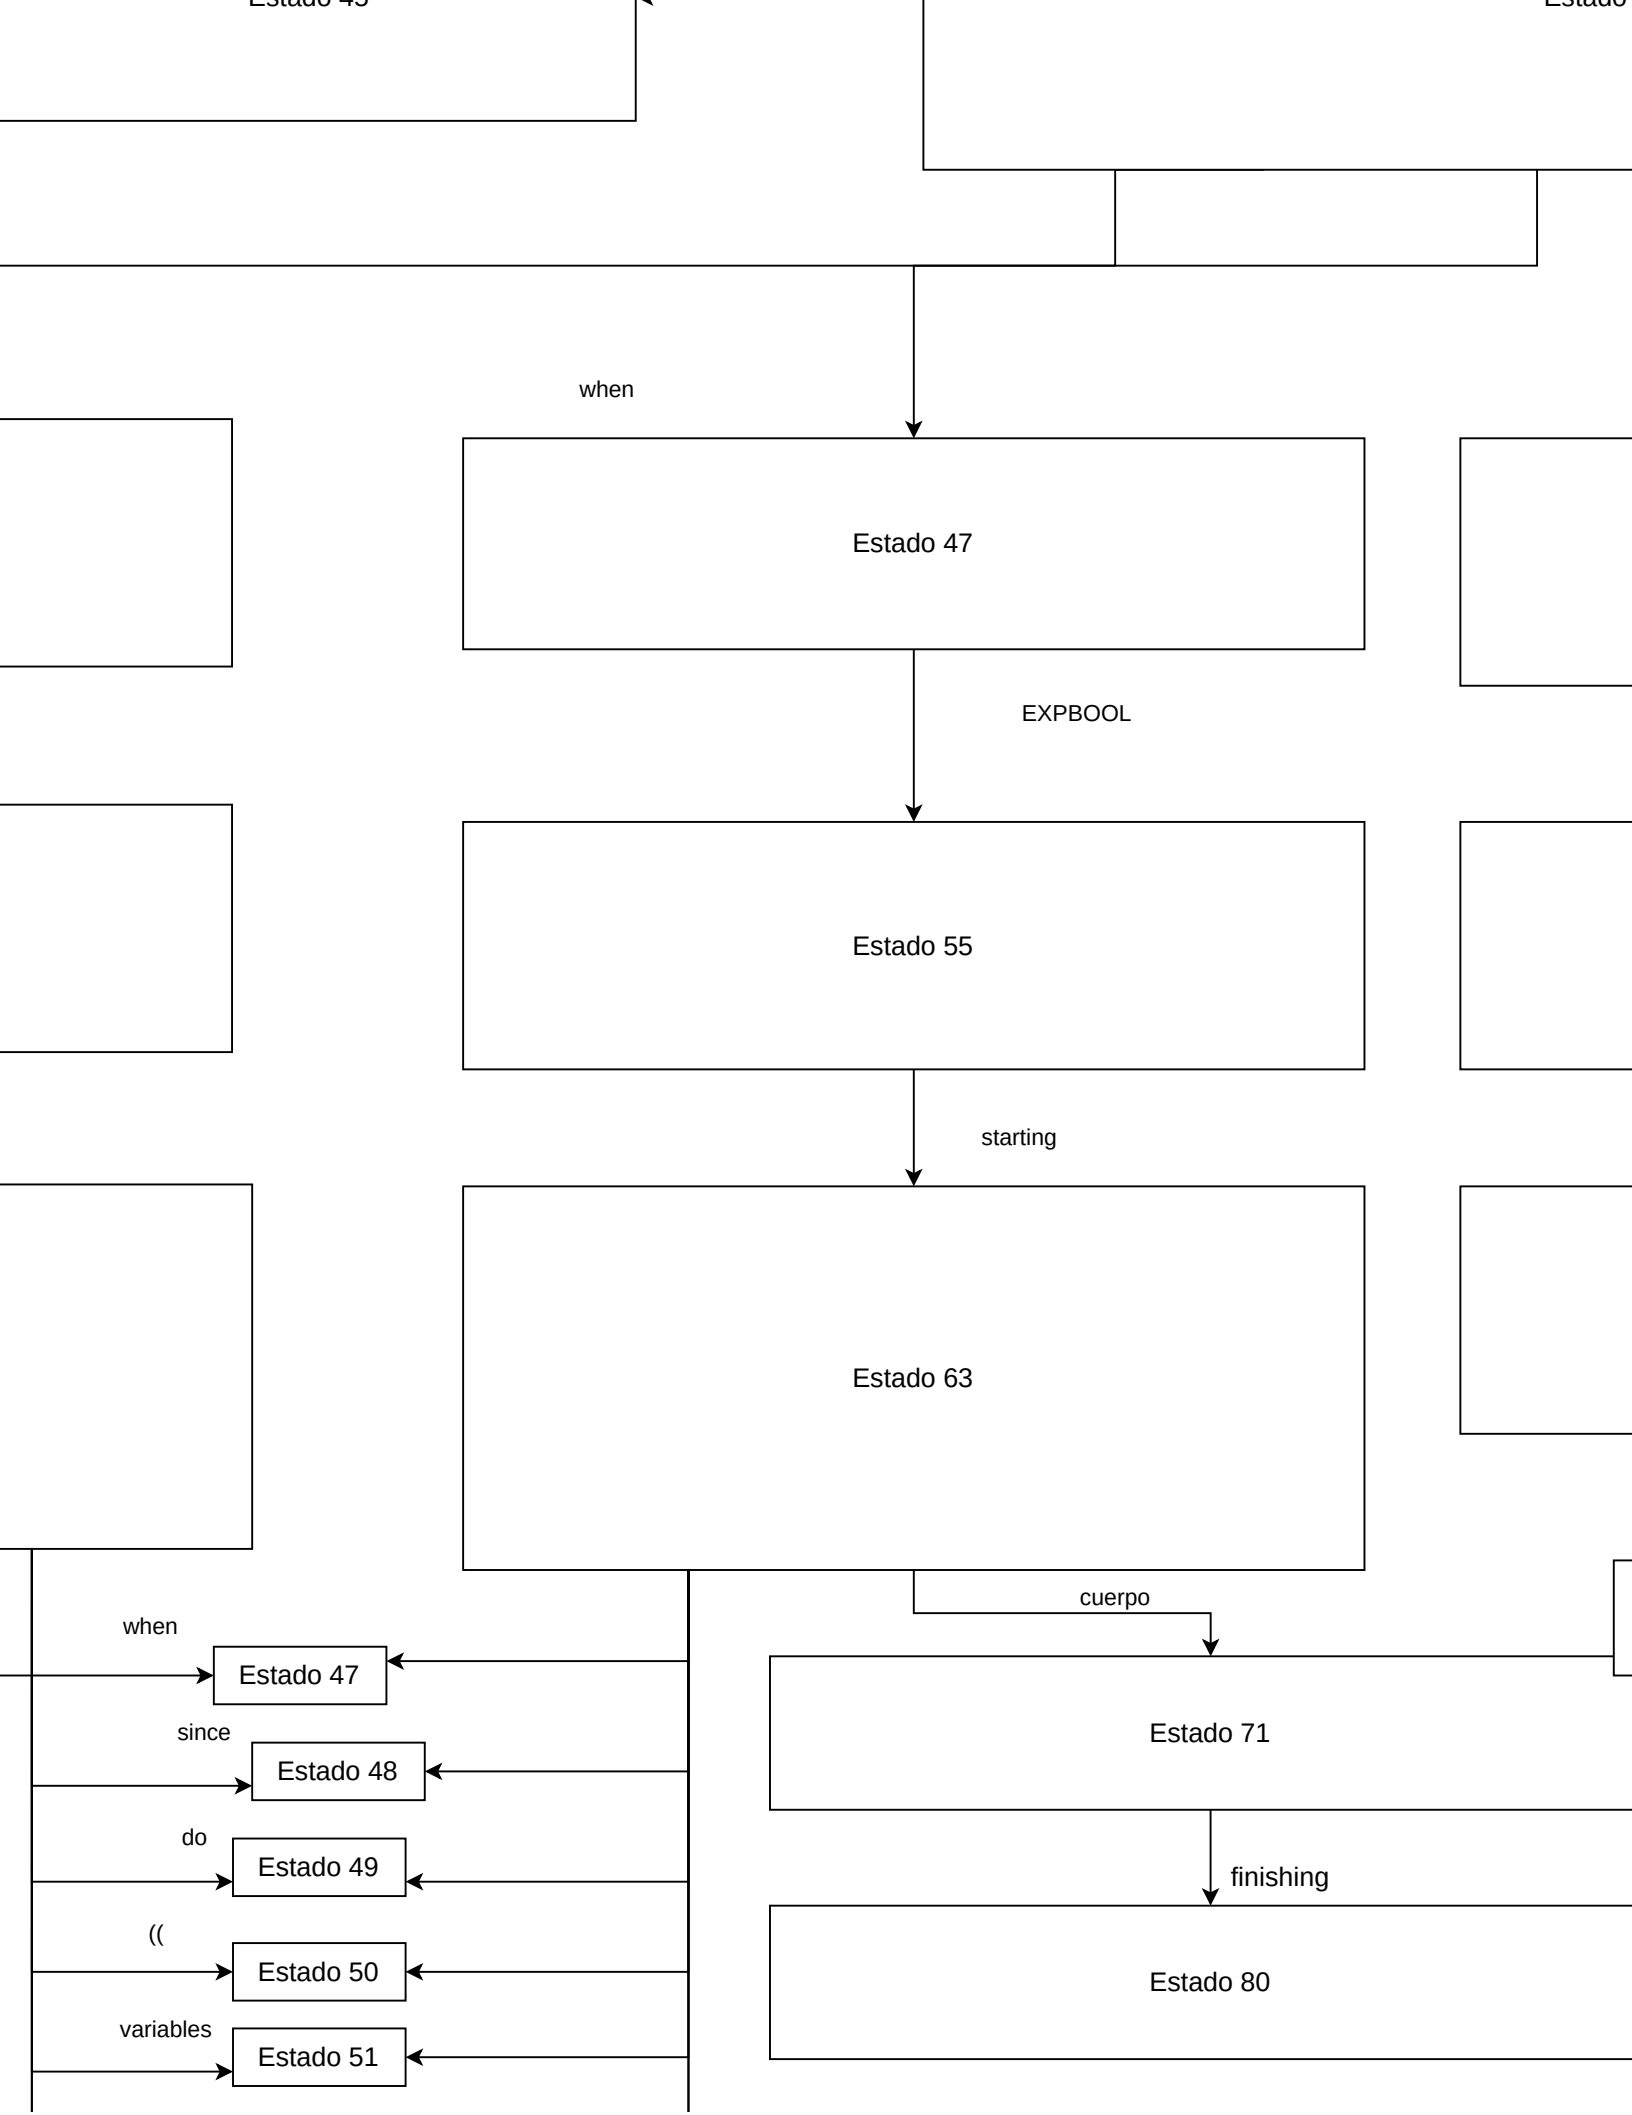 Estado
when
Estado 47
EXPBOOL
Estado 55
starting
Estado 63
cuerpo
when
Estado 47
Estado 71
since
Estado 48
do
Estado 49
finishing
((
Estado 50
Estado 80
variables
Estado 51